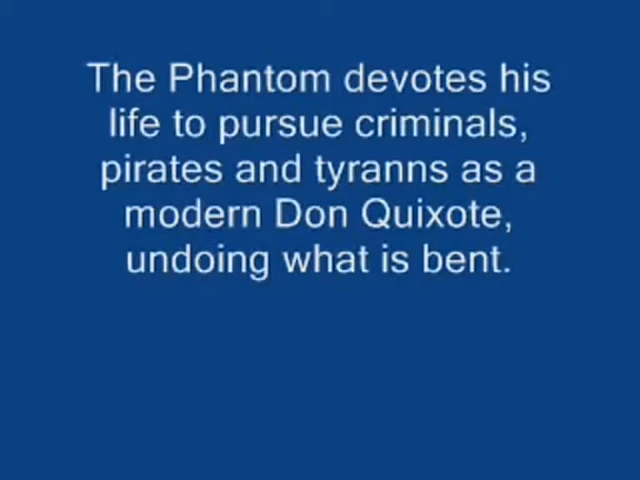 The Phantom devotes his
life to pursue criminals,
pirates and tyranns as a
modern Don Quixote,
undoing what is bent.